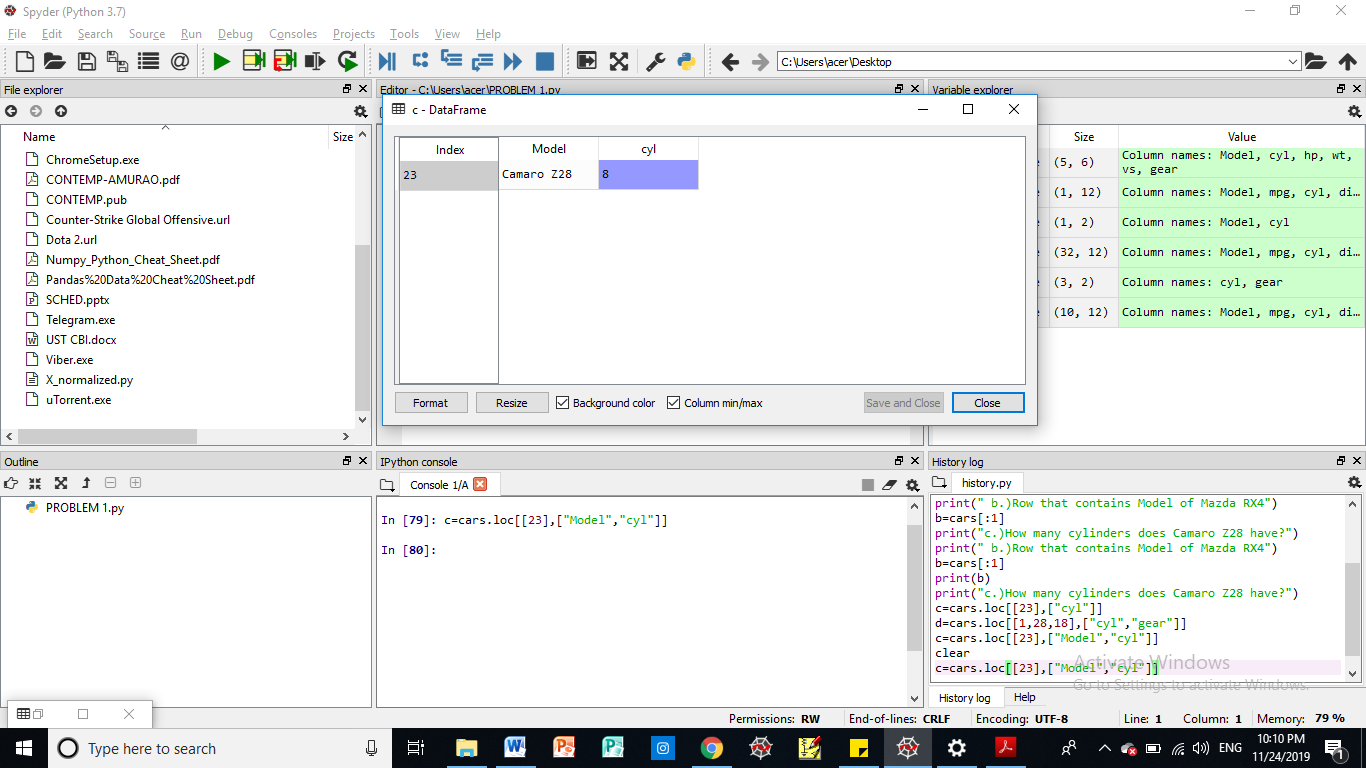 Spyder (Python 3.7)
File Edit Search Source Run Debug Consoles Projects Tools View Help
C:\Users\acer\Desktop
File explorer
Name Size
ChromeSetup.exe
CONTEMP-AMURAO.pdf
CONTEMP.pub
Counter-Strike Global Offensive.url
Dota 2.url
Numpy_Python_Cheat_Sheet.pdf
Pandas%20Data%20Cheat%20Sheet.pdf
SCHED.pptx
Telegram.exe
UST CBI.docx
Viber.exe
X_normalized.py
uTorrent.exe
Editor - C:\Users\acer\PROBLEM 1.py
c - DataFrame
Index Model cyl
23 Camaro Z28 8
Format Resize Background color Column min/max Save and Close Close
Variable explorer
Size Value
(5, 6) Column names: Model, cyl, hp, wt,
vs, gear
(1, 12) Column names: Model, mpg, cyl, di…
(1, 2) Column names: Model, cyl
(32, 12) Column names: Model, mpg, cyl, di…
(3, 2) Column names: cyl, gear
(10, 12) Column names: Model, mpg, cyl, di…
Outline
PROBLEM 1.py
IPython console
Console 1/A
In [79]: c=cars.loc[[23],["Model","cyl"]]
In [80]:
History log
history.py
print(" b.)Row that contains Model of Mazda RX4")
b=cars[:1]
print("c.)How many cylinders does Camaro Z28 have?")
print(" b.)Row that contains Model of Mazda RX4")
b=cars[:1]
print(b)
print("c.)How many cylinders does Camaro Z28 have?")
c=cars.loc[[23],["cyl"]]
d=cars.loc[[1,28,18],["cyl","gear"]]
c=cars.loc[[23],["Model","cyl"]]
clear
c=cars.loc[[23],["Model","cyl"]]
Activate Windows
Go to Settings to activate Windows.
History log Help
Permissions: RW End-of-lines: CRLF Encoding: UTF-8 Line: 1 Column: 1 Memory: 79 %
Type here to search
ENG
10:10 PM
11/24/2019
1